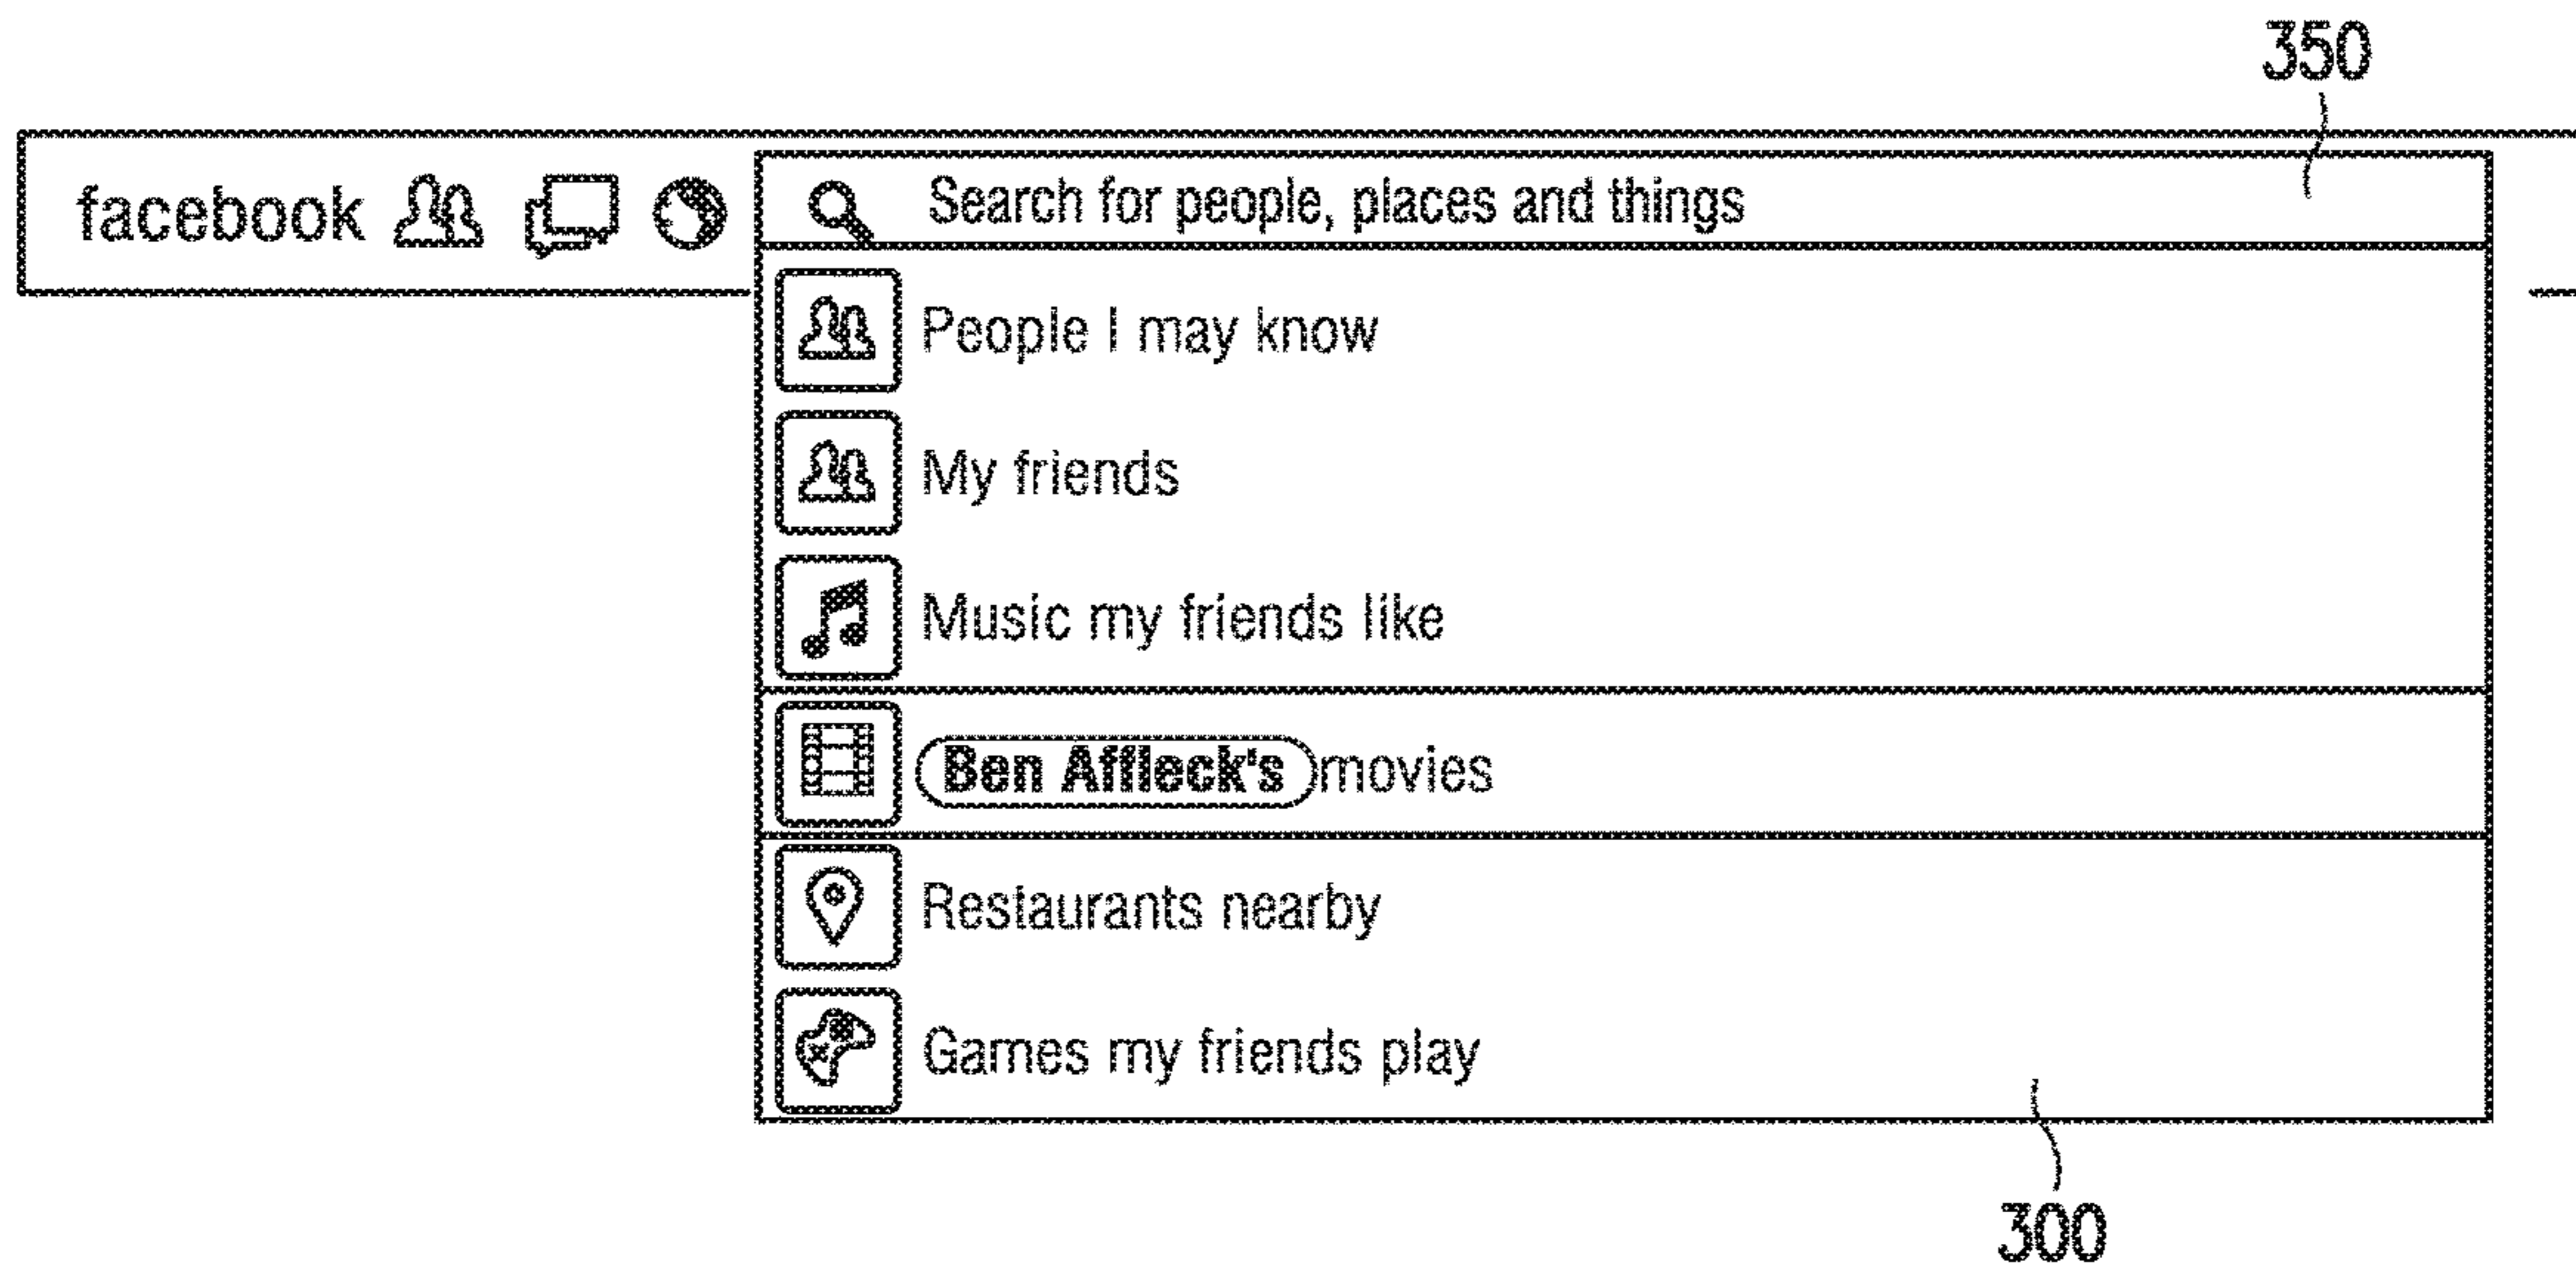 350
facebook Search for people, places and things
People I may know
My friends
Music my friends like
Ben Affleck's movies
Restaurants nearby
Games my friends play
300